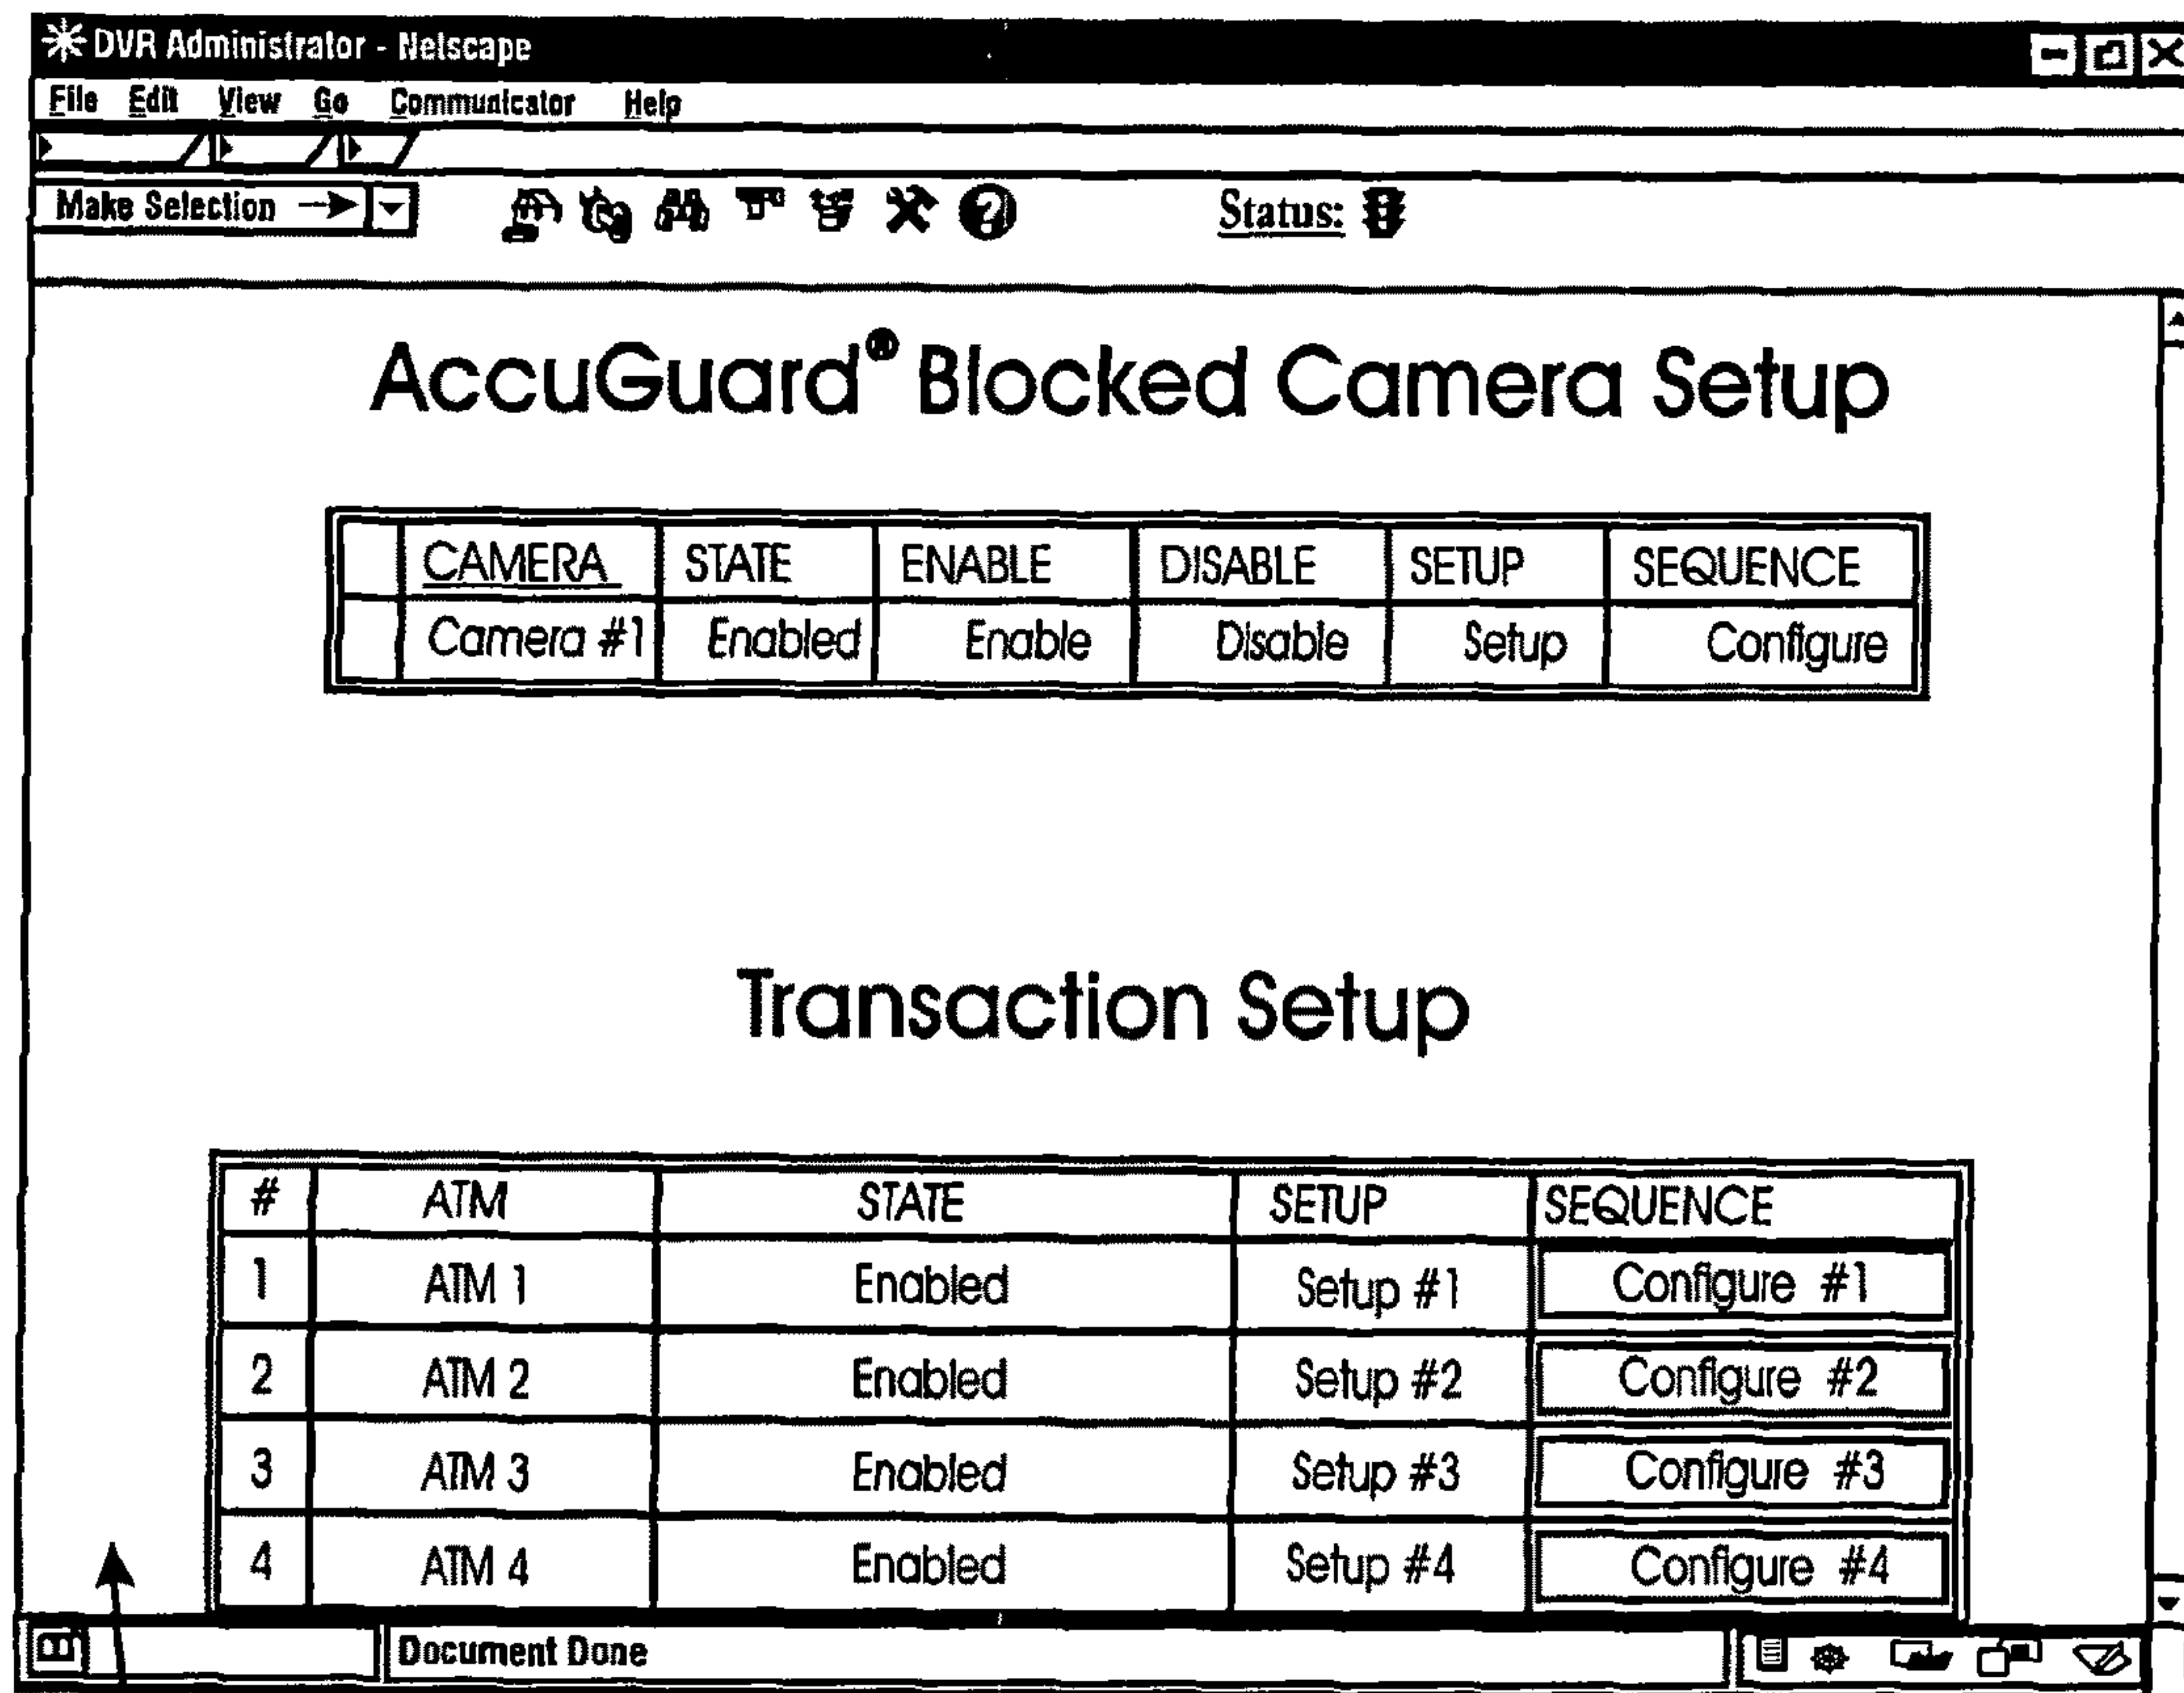 DVR Administrator - Netscape
File Edit View Go Communicator Help
Make Selection
Status:
AccuGuard® Blocked Camera Setup
CAMERA STATE ENABLE DISABLE SETUP SEQUENCE
Camera #1 Enabled Enable Disable Setup Configure
Transaction Setup
# ATM STATE SETUP SEQUENCE
1 ATM 1 Enabled Setup #1 Configure #1
2 ATM 2 Enabled Setup #2 Configure #2
3 ATM 3 Enabled Setup #3 Configure #3
4 ATM 4 Enabled Setup #4 Configure #4
Document Done